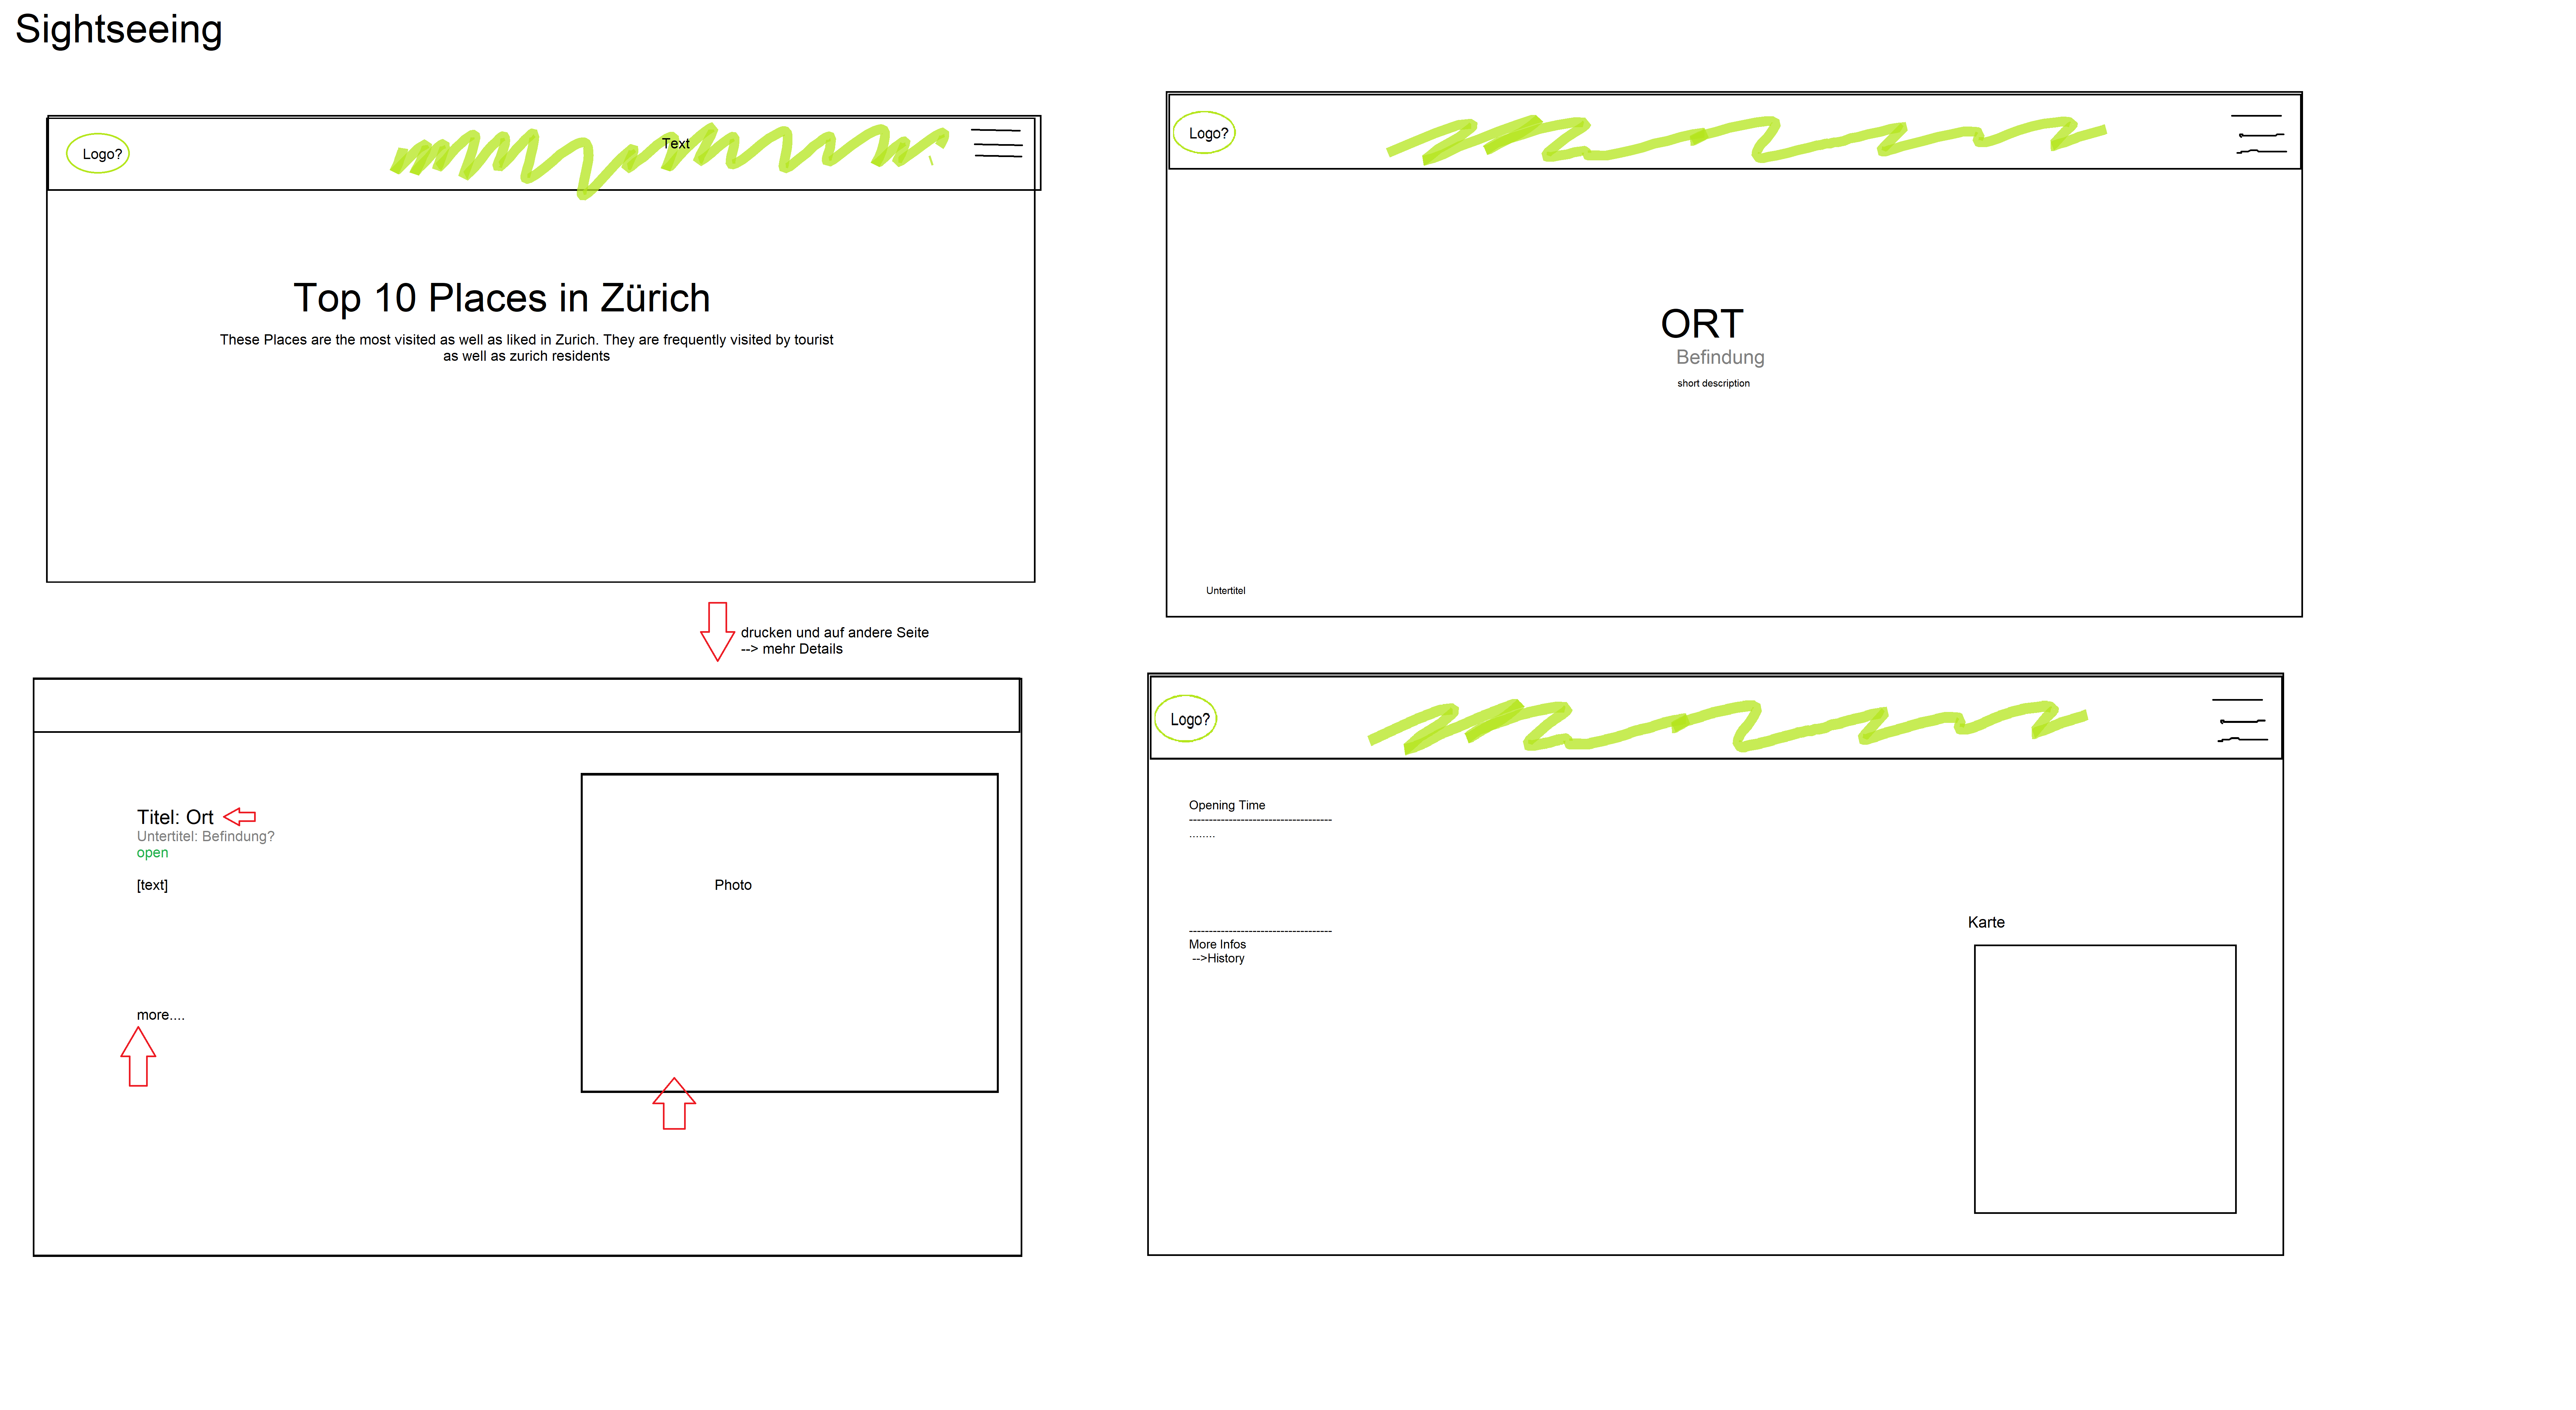 Sightseeing
Logo?
Text
Top 10 Places in Zürich
These Places are the most visited as well as liked in Zurich. They are frequently visited by tourist
as well as zurich residents
drucken und auf andere Seite
--> mehr Details
Titel: Ort
Untertitel: Befindung?
open
[text]
more....
Photo
Logo?
ORT
Befindung
short description
Untertitel
Logo?
Opening Time
------------------------------------
........
------------------------------------
More Infos
-->History
Karte